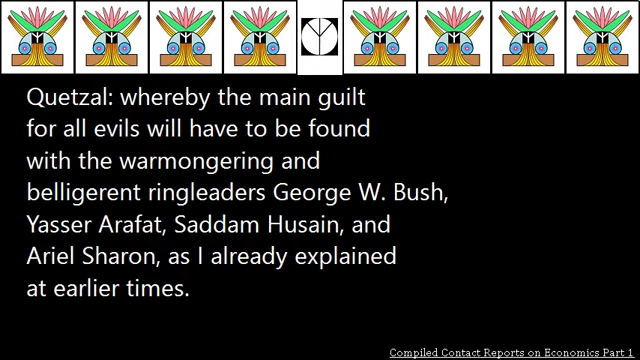 Quetzal: whereby the main guilt
for all evils will have to be found
with the warmongering and
belligerent ringleaders George W. Bush,
Yasser Arafat, Saddam Husain, and
Ariel Sharon, as I already explained
at earlier times.
Compiled Contact Reports on Economics Part 1